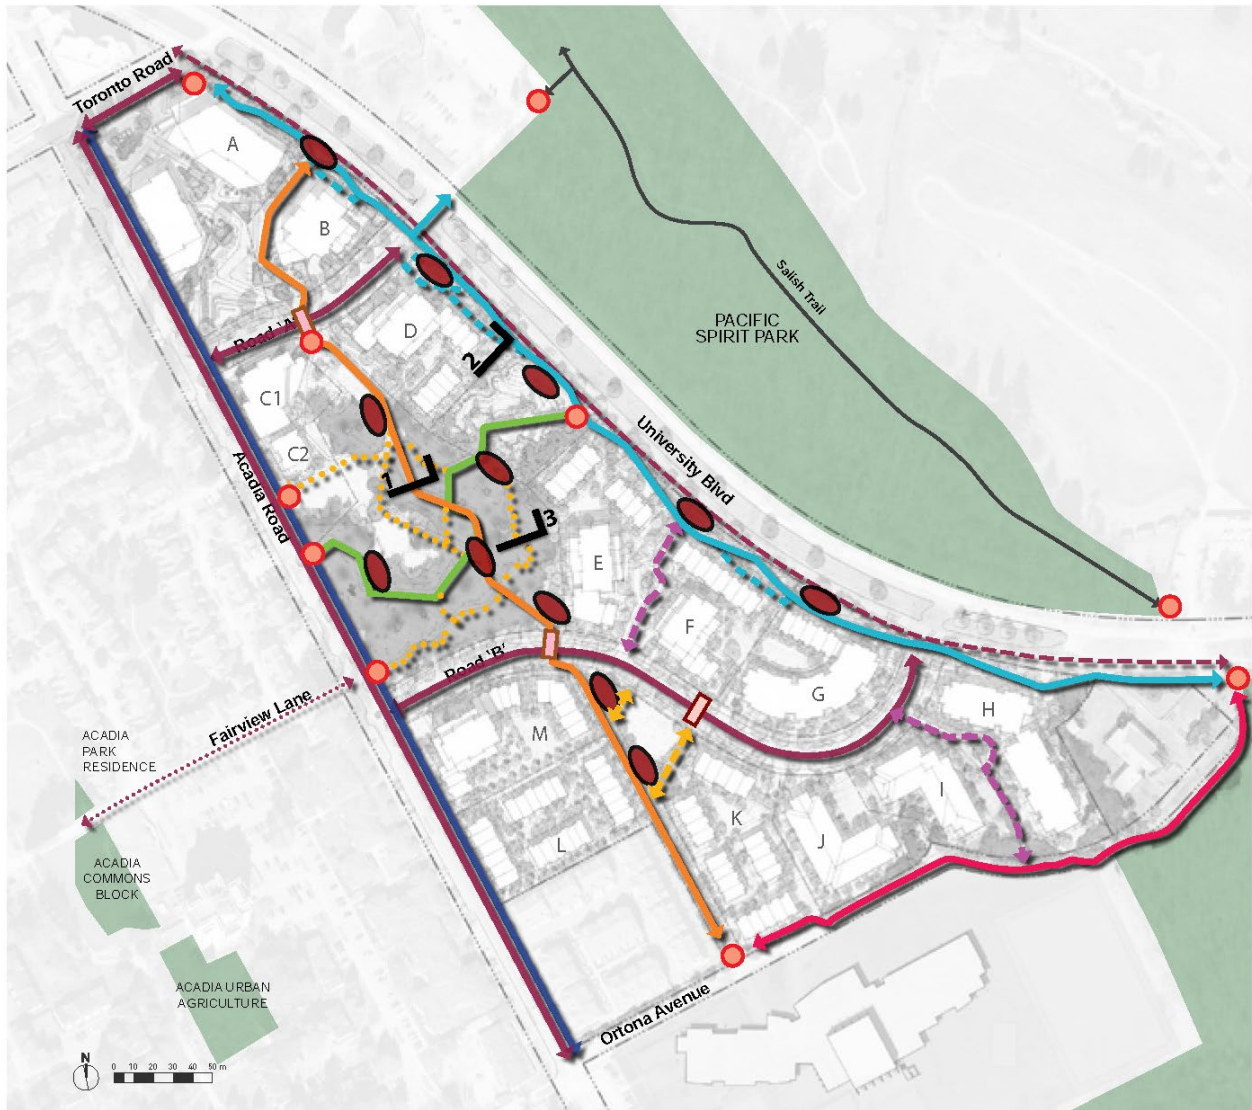 Toronto Road
A
B
Salish Trail
PACIFIC
SPIRIT PARK
Road 'A'
D
2
C1
C2
University Blvd
1
Acadia Road
3
E
F
Road 'B'
G
H
Fairview Lane
ACADIA
PARK
RESIDENCE
M
I
K
J
L
ACADIA
COMMONS
BLOCK
ACADIA URBAN
AGRICULTURE
Ortona Avenue
N
0 10 20 30 40 50 m